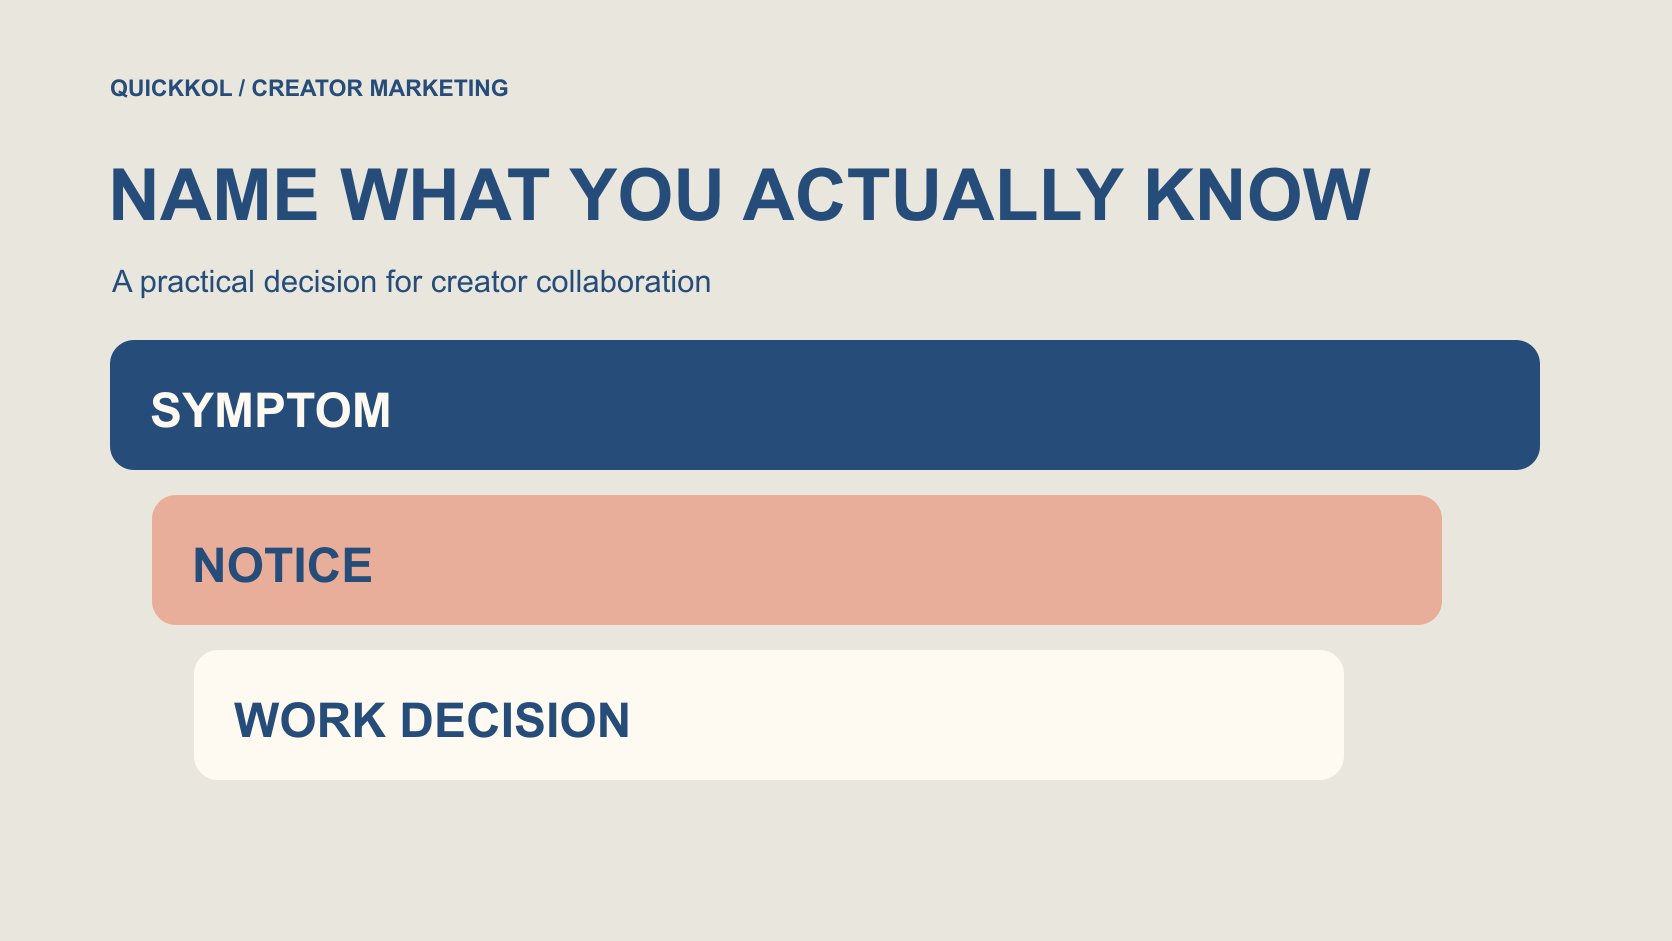 QUICKKOL / CREATOR MARKETING
NAME WHAT YOU ACTUALLY KNOW
A practical decision for creator collaboration
SYMPTOM
NOTICE
WORK DECISION